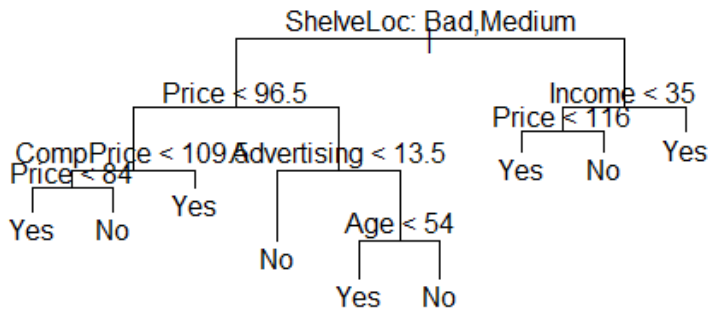 ShelveLoc: Bad,Medium
Price < 96.5
Income < 35
Price < 116
CompPrice < 109.5
Advertising < 13.5
Price < 84
Yes
No
Yes
Yes
No
Yes
Age < 54
No
Yes
No